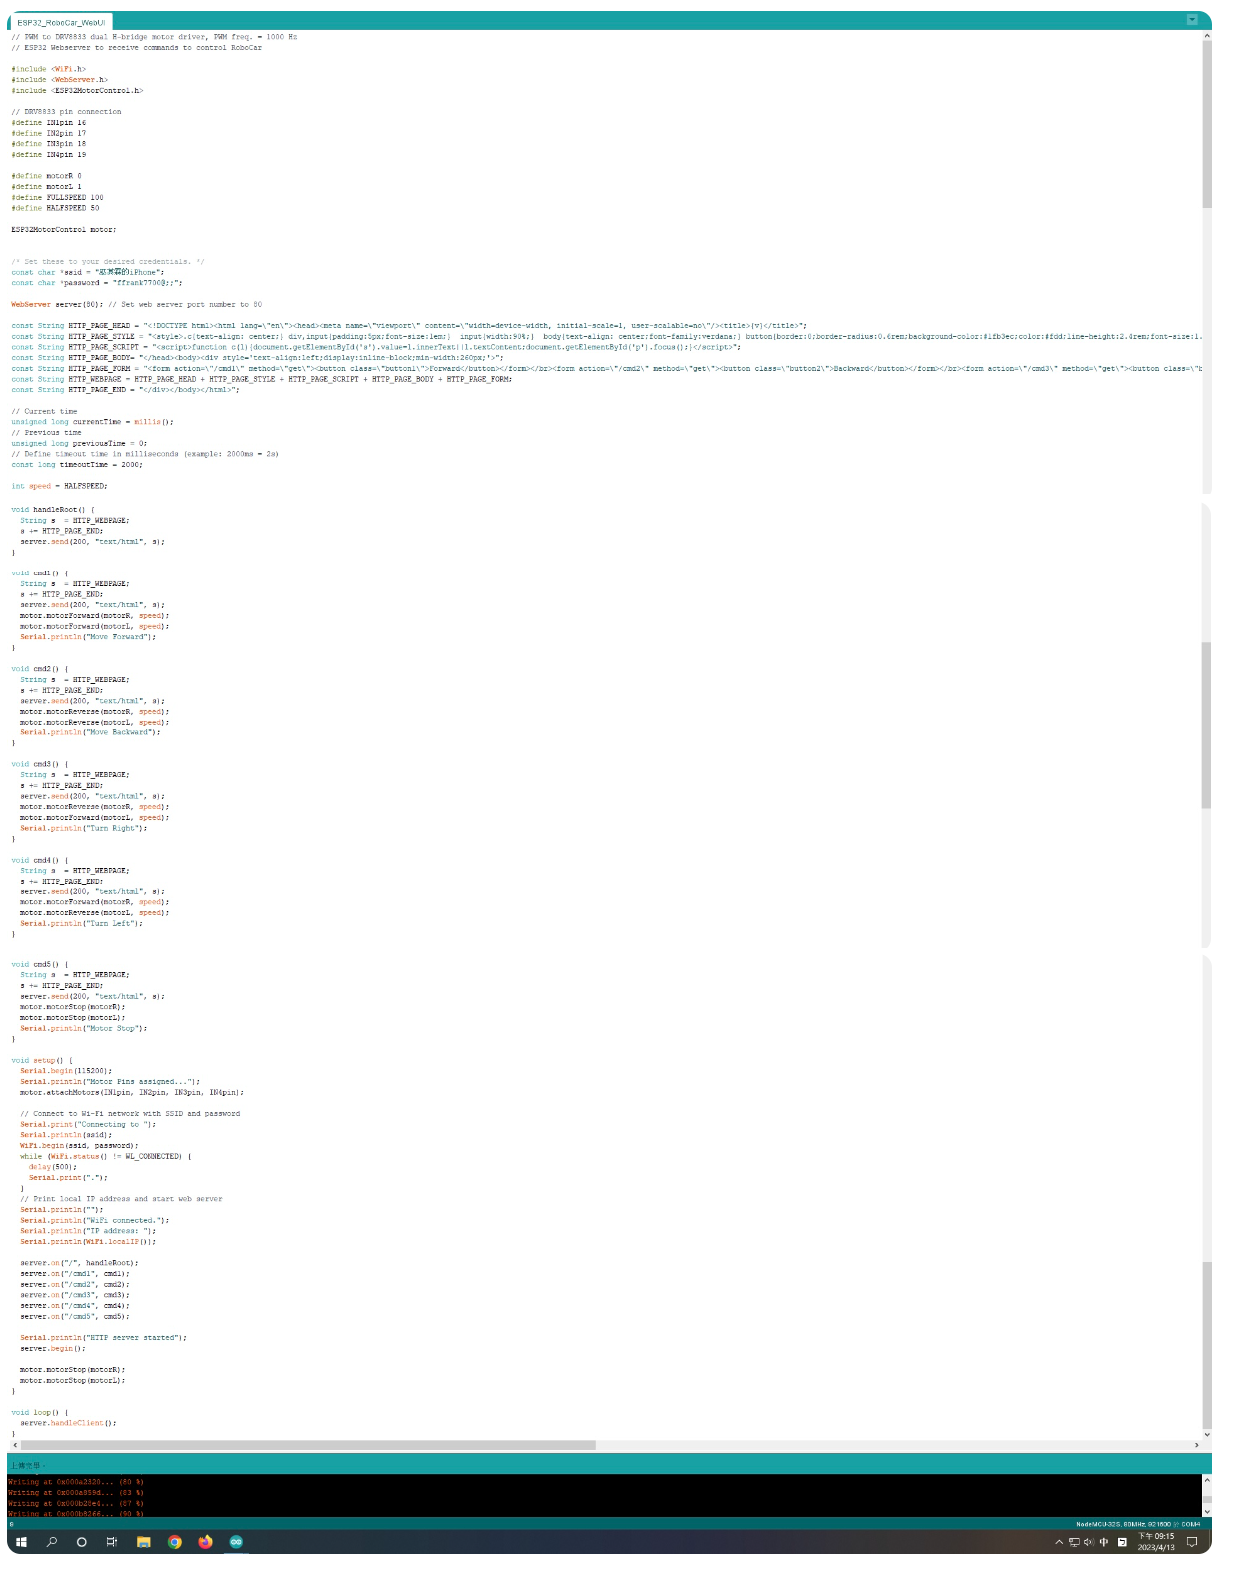 ESP32_RoboCar_WebUI
// PWM to DRV8833 dual H-bridge motor driver, PWM freq. = 1000 Hz
// ESP32 Webserver to receive commands to control RoboCar
#include <WiFi.h>
#include <WebServer.h>
#include <ESP32MotorControl.h>
// DRV8833 pin connection
#define IN1pin 16
#define IN2pin 17
#define IN3pin 18
#define IN4pin 19
#define motorR 0
#define motorL 1
#define FULLSPEED 100
#define HALFSPEED 50
ESP32MotorControl motor;
/* Set these to your desired credentials. */
const char *ssid = "的iPhone";
const char *password = "ffrank7700@;;";
WebServer server(80); // Set web server port number to 80
const String HTTP_PAGE_HEAD = "<!DOCTYPE html><html lang=\"en\"><head><meta name=\"viewport\" content=\"width=device-width, initial-scale=1, user-scalable=no\"/><title>{v}</title>";
const String HTTP_PAGE_STYLE = "<style>.c{text-align: center;} div,input{padding:5px;font-size:1em;}  input{width:90%;}  body{text-align: center;font-family:verdana;} button{border:0;border-radius:0.4rem;background-color:#1fb3ec;color:#fdd;line-height:2.4rem;font-size:1.
const String HTTP_PAGE_SCRIPT = "<script>function c(l){document.getElementById('s').value=l.innerText||l.textContent;document.getElementById('p').focus();}</script>";
const String HTTP_PAGE_BODY= "</head><body><div style='text-align:left;display:inline-block;min-width:260px;'>";
const String HTTP_PAGE_FORM = "<form action=\"/cmd1\" method=\"get\"><button class=\"button1\">Forward</button></form></br><form action=\"/cmd2\" method=\"get\"><button class=\"button2\">Backward</button></form></br><form action=\"/cmd3\" method=\"get\"><button class=\"b
const String HTTP_WEBPAGE = HTTP_PAGE_HEAD + HTTP_PAGE_STYLE + HTTP_PAGE_SCRIPT + HTTP_PAGE_BODY + HTTP_PAGE_FORM;
const String HTTP_PAGE_END = "</div></body></html>";
// Current time
unsigned long currentTime = millis();
// Previous time
unsigned long previousTime = 0;
// Define timeout time in milliseconds (example: 2000ms = 2s)
const long timeoutTime = 2000;
int speed = HALFSPEED;
void handleRoot() {
String s  = HTTP_WEBPAGE;
s += HTTP_PAGE_END;
server.send(200, "text/html", s);
}
void cmd1() {
String s  = HTTP_WEBPAGE;
s += HTTP_PAGE_END;
server.send(200, "text/html", s);
motor.motorForward(motorR, speed);
motor.motorForward(motorL, speed);
Serial.println("Move Forward");
}
void cmd2() {
String s  = HTTP_WEBPAGE;
s += HTTP_PAGE_END;
server.send(200, "text/html", s);
motor.motorReverse(motorR, speed);
motor.motorReverse(motorL, speed);
Serial.println("Move Backward");
}
void cmd3() {
String s  = HTTP_WEBPAGE;
s += HTTP_PAGE_END;
server.send(200, "text/html", s);
motor.motorReverse(motorR, speed);
motor.motorForward(motorL, speed);
Serial.println("Turn Right");
}
void cmd4() {
String s  = HTTP_WEBPAGE;
s += HTTP_PAGE_END;
server.send(200, "text/html", s);
motor.motorForward(motorR, speed);
motor.motorReverse(motorL, speed);
Serial.println("Turn Left");
}
void cmd5() {
String s  = HTTP_WEBPAGE;
s += HTTP_PAGE_END;
server.send(200, "text/html", s);
motor.motorStop(motorR);
motor.motorStop(motorL);
Serial.println("Motor Stop");
}
void setup() {
Serial.begin(115200);
Serial.println("Motor Pins assigned...");
motor.attachMotors(IN1pin, IN2pin, IN3pin, IN4pin);
// Connect to Wi-Fi network with SSID and password
Serial.print("Connecting to ");
Serial.println(ssid);
WiFi.begin(ssid, password);
while (WiFi.status() != WL_CONNECTED) {
delay(500);
Serial.print(".");
}
// Print local IP address and start web server
Serial.println("");
Serial.println("WiFi connected.");
Serial.println("IP address: ");
Serial.println(WiFi.localIP());
server.on("/", handleRoot);
server.on("/cmd1", cmd1);
server.on("/cmd2", cmd2);
server.on("/cmd3", cmd3);
server.on("/cmd4", cmd4);
server.on("/cmd5", cmd5);
Serial.println("HTTP server started");
server.begin();
motor.motorStop(motorR);
motor.motorStop(motorL);
}
void loop() {
server.handleClient();
}
上傳完畢。
Writing at 0x000a2320... (80 %)
Writing at 0x000a859d... (83 %)
Writing at 0x000b28e4... (87 %)
Writing at 0x000b8266... (90 %)
NodeMCU-32S, 80MHz, 921600 於 COM4
中
下午 09:15
2023/4/13